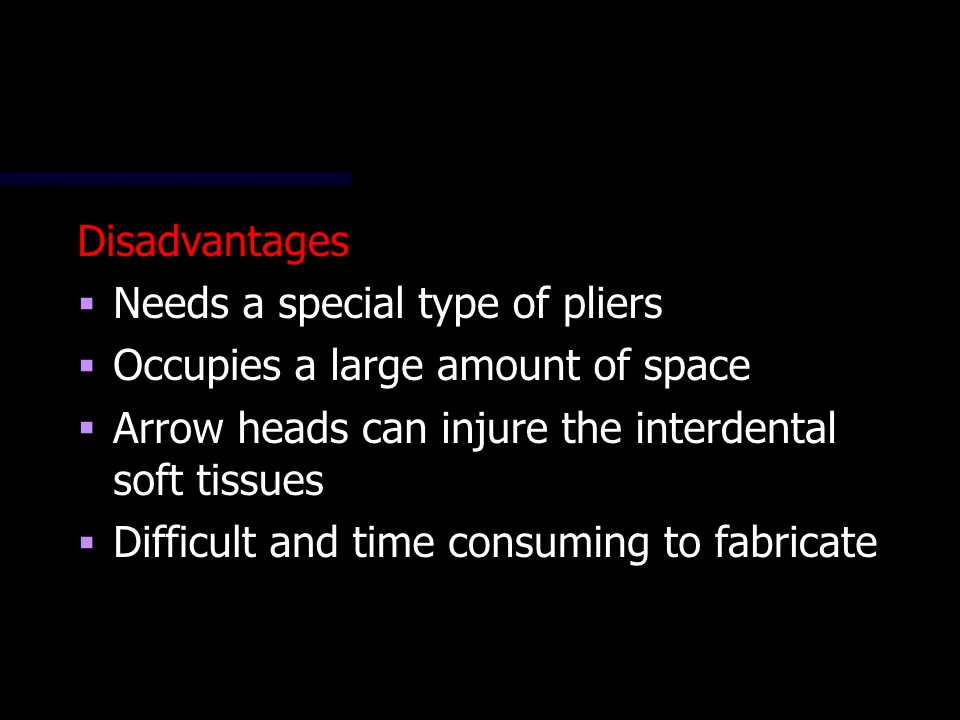 Disadvantages
▪ Needs a special type of pliers
▪ Occupies a large amount of space
▪ Arrow heads can injure the interdental
soft tissues
▪ Difficult and time consuming to fabricate